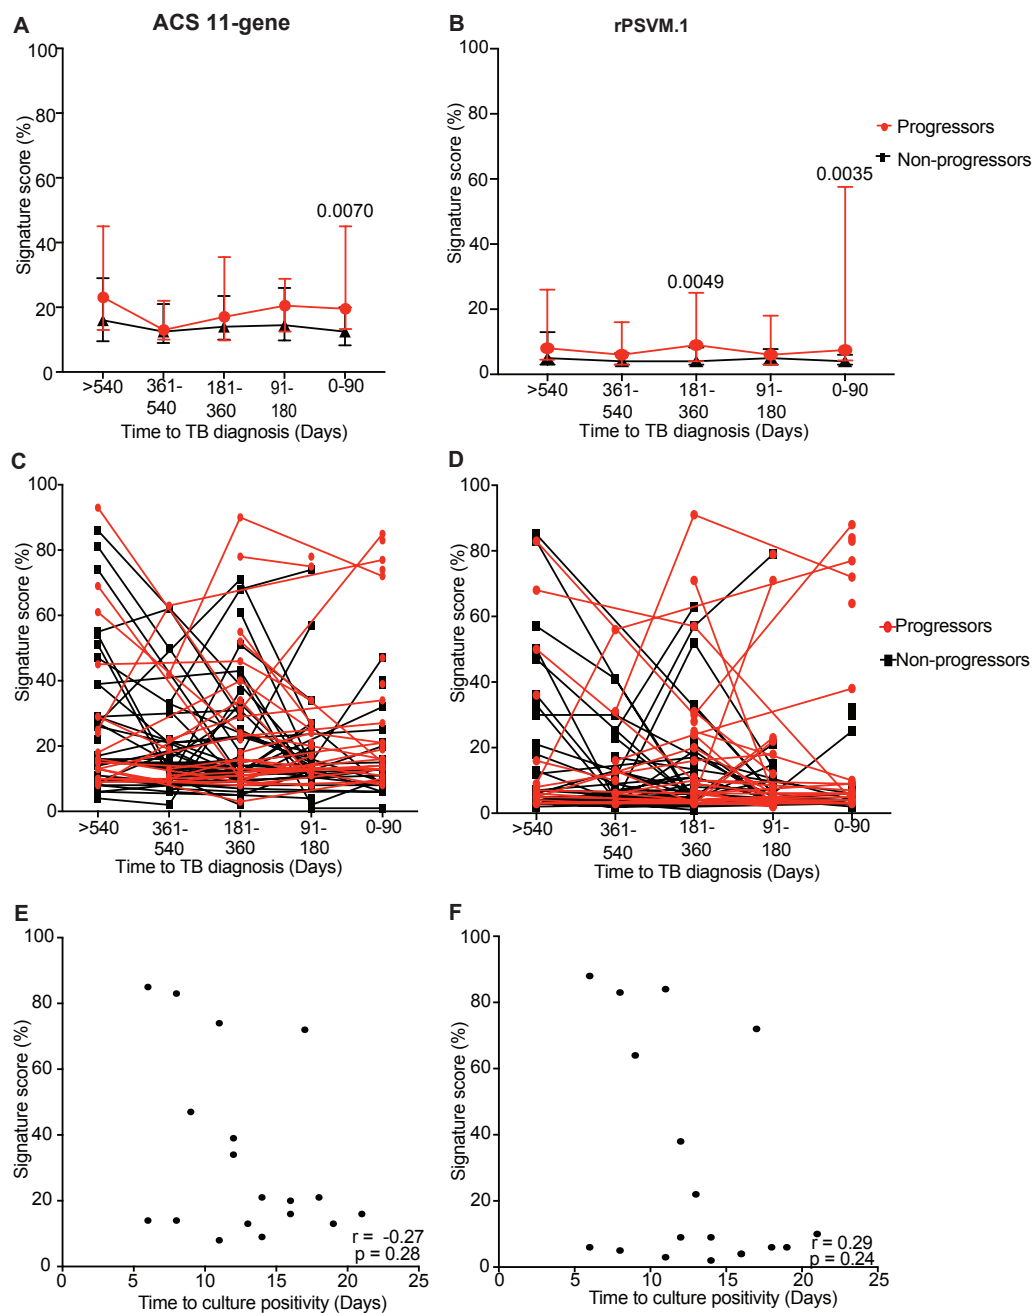 A
ACS 11-gene
100
80
60
40
20
0
Signature score (%)
0.0070
>540
361-
540
181-
360
91-
180
0-90
Time to TB diagnosis (Days)
B
rPSVM.1
100
80
60
40
20
0
Signature score (%)
0.0049
0.0035
>540
361-
540
181-
360
91-
180
0-90
Time to TB diagnosis (Days)
Progressors
Non-progressors
C
100
80
60
40
20
0
Signature score (%)
>540
361-
540
181-
360
91-
180
0-90
Time to TB diagnosis (Days)
D
100
80
60
40
20
0
Signature score (%)
>540
361-
540
181-
360
91-
180
0-90
Time to TB diagnosis (Days)
Progressors
Non-progressors
E
100
80
60
40
20
0
Signature score (%)
r = -0.27
p = 0.28
0
5
10
15
20
25
Time to culture positivity (Days)
F
100
80
60
40
20
0
Signature score (%)
r = 0.29
p = 0.24
0
5
10
15
20
25
Time to culture positivity (Days)